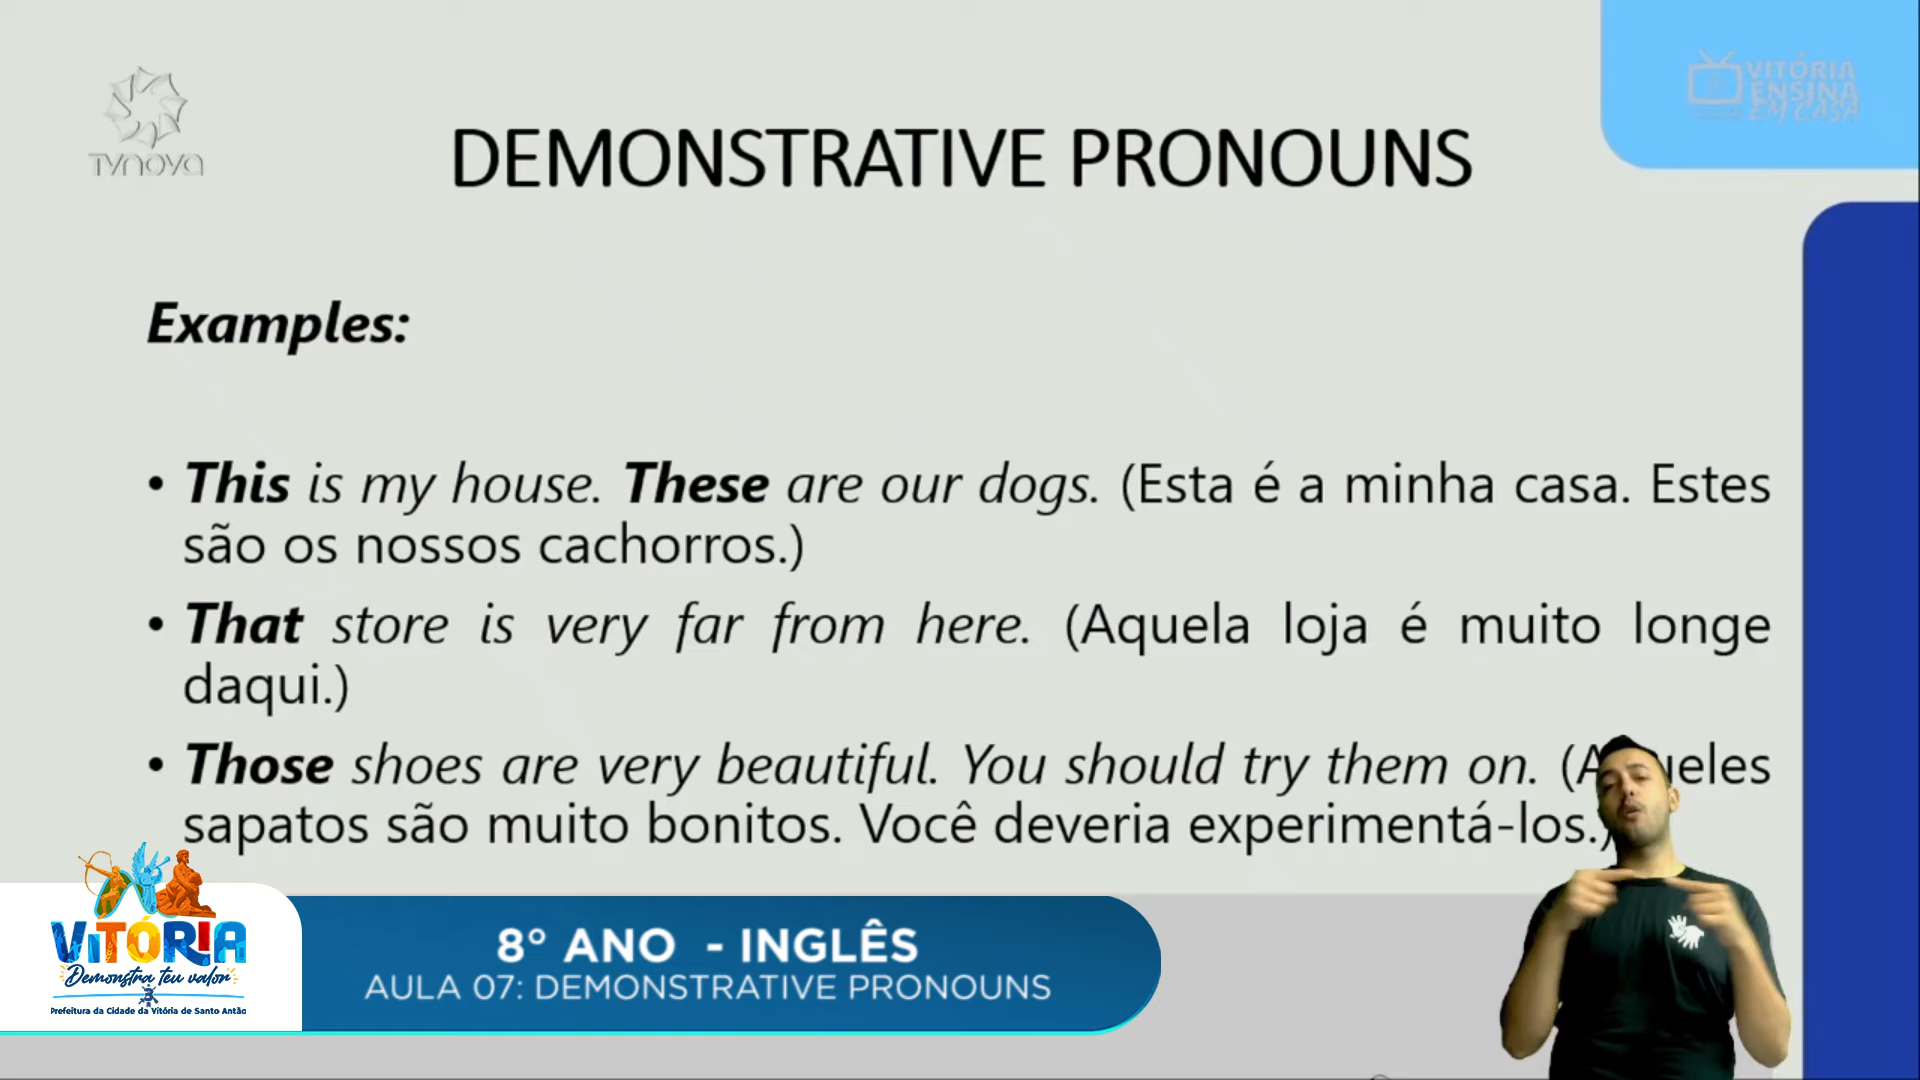 TVNOVA
VITÓRIA
ENSINA
EM CASA
DEMONSTRATIVE PRONOUNS
Examples:
• This is my house. These are our dogs. (Esta é a minha casa. Estes
são os nossos cachorros.)
• That store is very far from here. (Aquela loja é muito longe
daqui.)
• Those shoes are very beautiful. You should try them on.
sapatos são muito bonitos. Você deveria experimentá-los.)
VITÓRIA
Demonstra teu valor
Prefeitura da Cidade da Vitória de Santo Antão
8° ANO - INGLÊS
AULA 07: DEMONSTRATIVE PRONOUNS